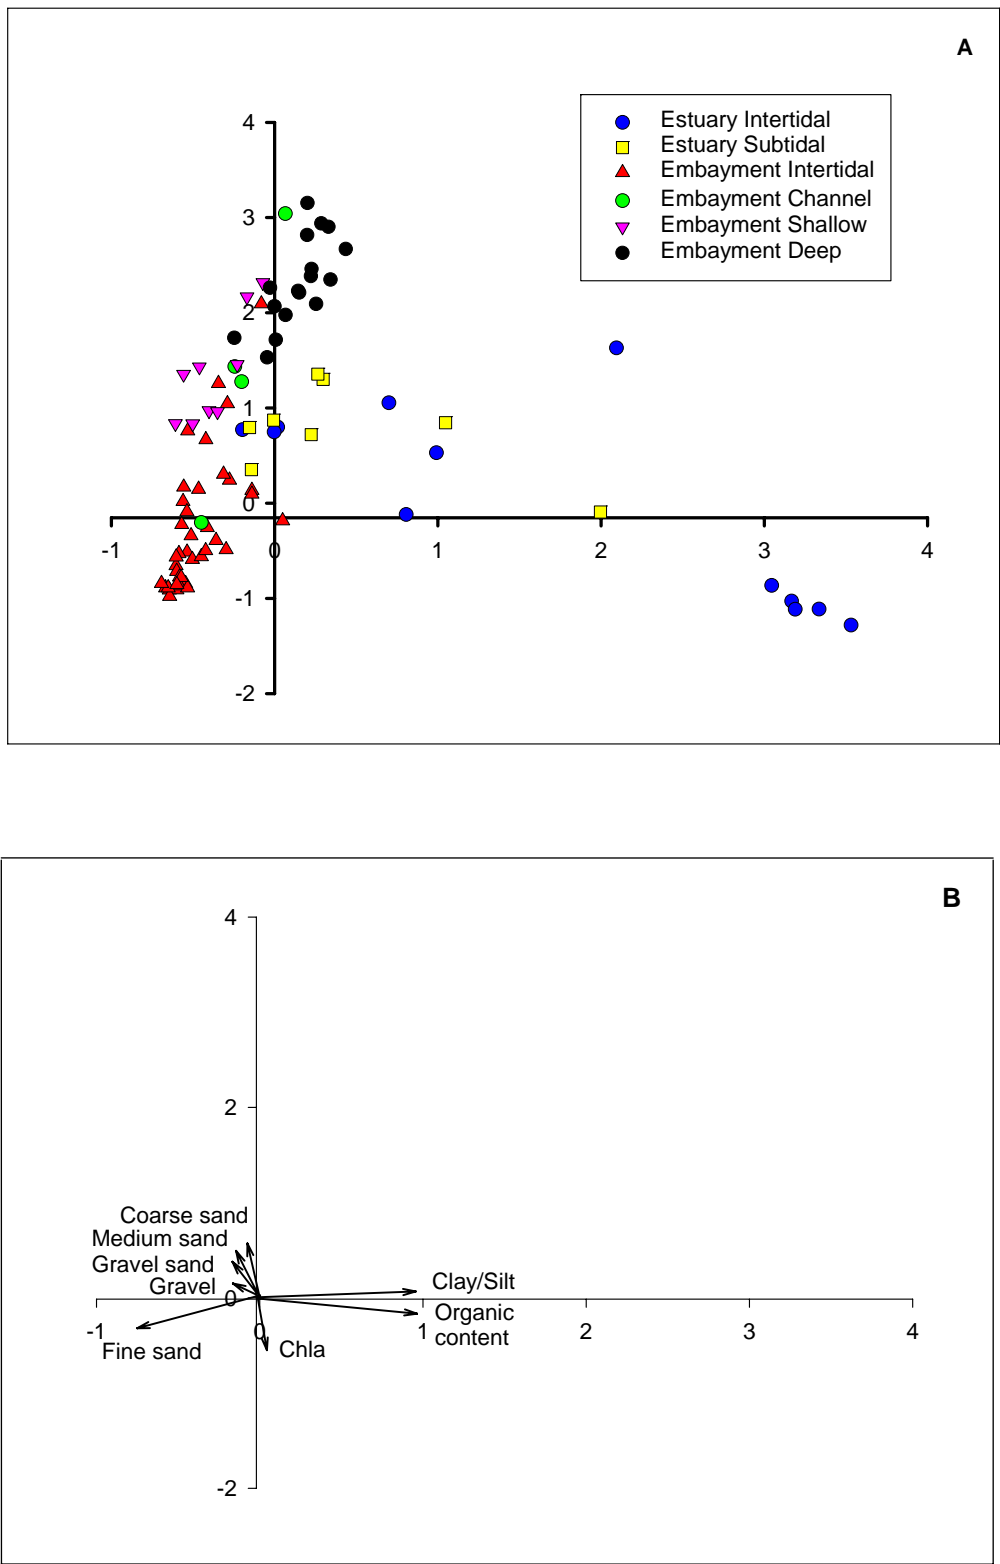 A
4
Estuary Intertidal
Estuary Subtidal
Embayment Intertidal
Embayment Channel
Embayment Shallow
Embayment Deep
3
2
1
0
-1 0 1 2 3 4
-1
-2
B
4
2
Coarse sand
Medium sand
Gravel sand
Gravel
Clay/Silt
0
Organic
content
-1 0 1 2 3 4
Fine sand
Chla
-2